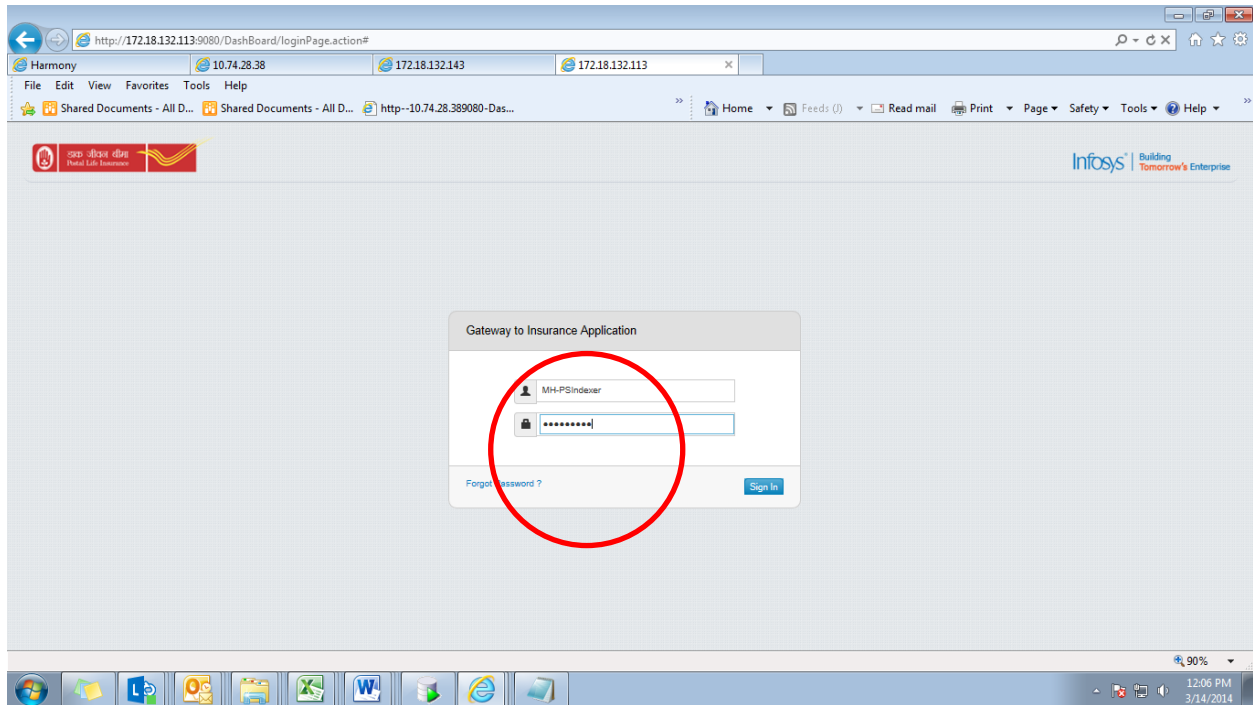 http://172.18.132.113:9080/DashBoard/loginPage.action#
Harmony 10.74.28.38 172.18.132.143 172.18.132.113
File Edit View Favorites Tools Help
Shared Documents - All D... Shared Documents - All D... http--10.74.28.389080-Das... Home Feeds (J) Read mail Print Page Safety Tools Help
डाक जीवन बीमा
Postal Life Insurance
Infosys | Building
Tomorrow's Enterprise
Gateway to Insurance Application
MH-PSIndexer
•••••••••
Forgot Password ? Sign In
90%
12:06 PM
3/14/2014